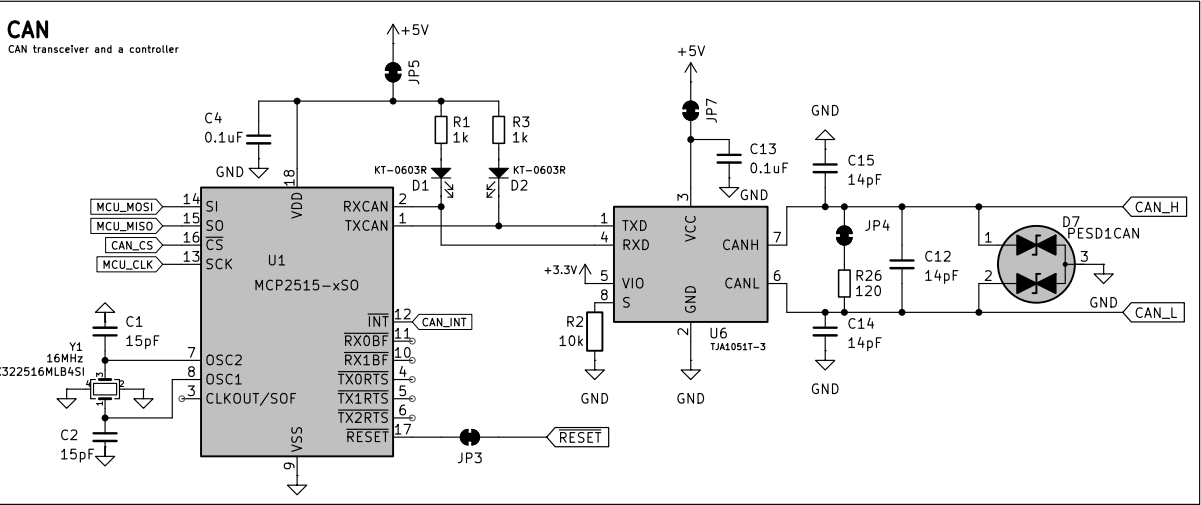 CAN
CAN transceiver and a controller
+5V
JP5
C4
0.1uF
GND
R1
1k
R3
1k
KT-0603R
D1
KT-0603R
D2
18
VDD
MCU_MOSI
14
SI
MCU_MISO
15
SO
CAN_CS
16
CS
MCU_CLK
13
SCK
U1
MCP2515-xSO
RXCAN
2
TXCAN
1
INT
12
CAN_INT
RX0BF
11
RX1BF
10
TX0RTS
4
TX1RTS
5
TX2RTS
6
RESET
17
JP3
RESET
C1
15pF
Y1
16MHz
322516MLB4SI
3
4
2
1
7
OSC2
8
OSC1
3
CLKOUT/SOF
C2
15pF
VSS
9
+5V
JP7
C13
0.1uF
GND
3
VCC
1
TXD
4
RXD
+3.3V
5
VIO
8
S
R2
10k
GND
CANH
7
CANL
6
GND
2
U6
TJA1051T-3
GND
GND
C15
14pF
JP4
R26
120
C12
14pF
C14
14pF
GND
D7
PESD1CAN
1
2
3
GND
CAN_H
CAN_L